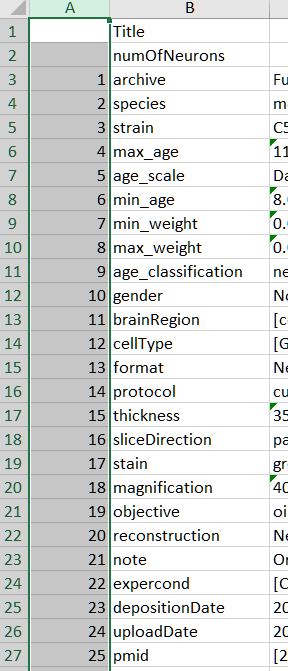 A B
1 Title
2 numOfNeurons
3 1 archive Fu
4 2 species m
5 3 strain C5
6 4 max_age 11
7 5 age_scale Da
8 6 min_age 8.
9 7 min_weight 0.
10 8 max_weight 0.
11 9 age_classification ne
12 10 gender No
13 11 brainRegion [c
14 12 cellType [G
15 13 format Ne
16 14 protocol cu
17 15 thickness 35
18 16 sliceDirection pa
19 17 stain gr
20 18 magnification 40
21 19 objective oi
22 20 reconstruction Ne
23 21 note Or
24 22 expercond [C
25 23 depositionDate 20
26 24 uploadDate 20
27 25 pmid [2